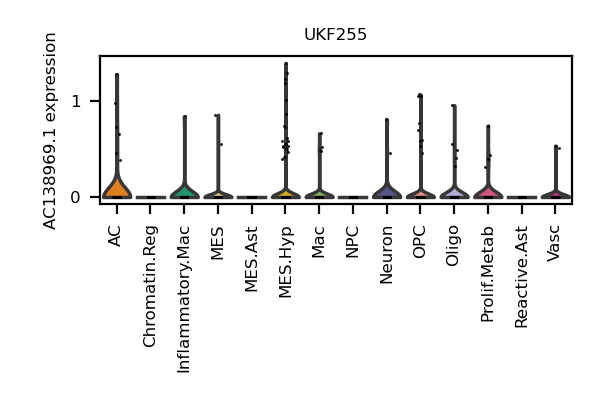 UKF255
AC138969.1 expression
1
0
AC
Chromatin.Reg
Inflammatory.Mac
MES
MES.Ast
MES.Hyp
Mac
NPC
Neuron
OPC
Oligo
Prolif.Metab
Reactive.Ast
Vasc